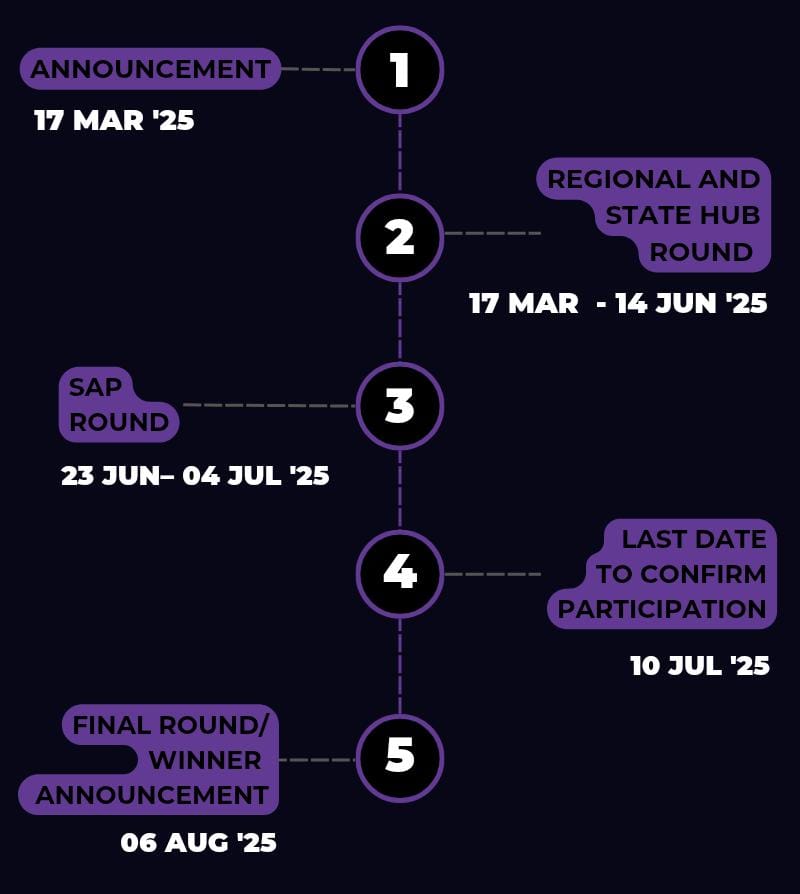 1
ANNOUNCEMENT
17 MAR '25
2
REGIONAL AND
STATE HUB
ROUND
17 MAR - 14 JUN '25
3
SAP
ROUND
23 JUN– 04 JUL '25
4
LAST DATE
TO CONFIRM
PARTICIPATION
10 JUL '25
5
FINAL ROUND/
WINNER
ANNOUNCEMENT
06 AUG '25